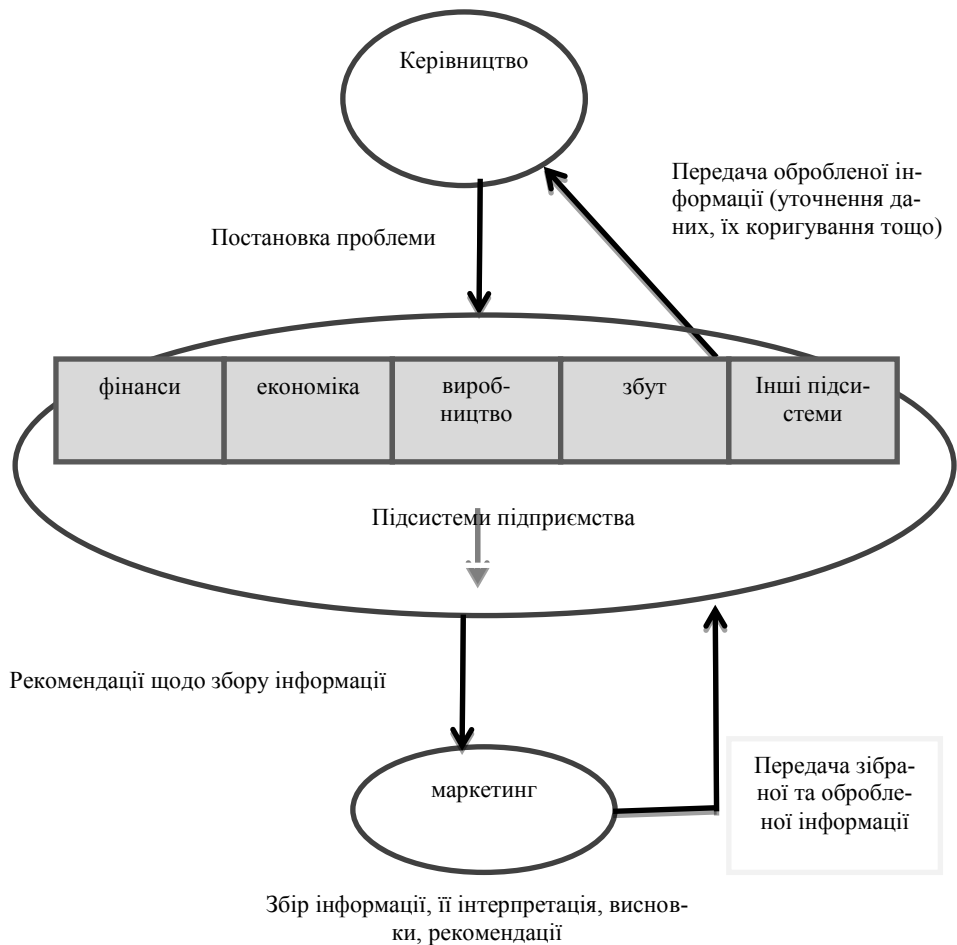 Керівництво
Передача обробленої ін-
формації (уточнення да-
них, їх коригування тощо)
Постановка проблеми
фінанси
економіка
вироб-
ництво
збут
Інші підси-
стеми
Підсистеми підприємства
Рекомендації щодо збору інформації
маркетинг
Передача зібра-
ної та оброблe-
ної інформації
Збір інформації, її інтерпретація, виснов-
ки, рекомендації